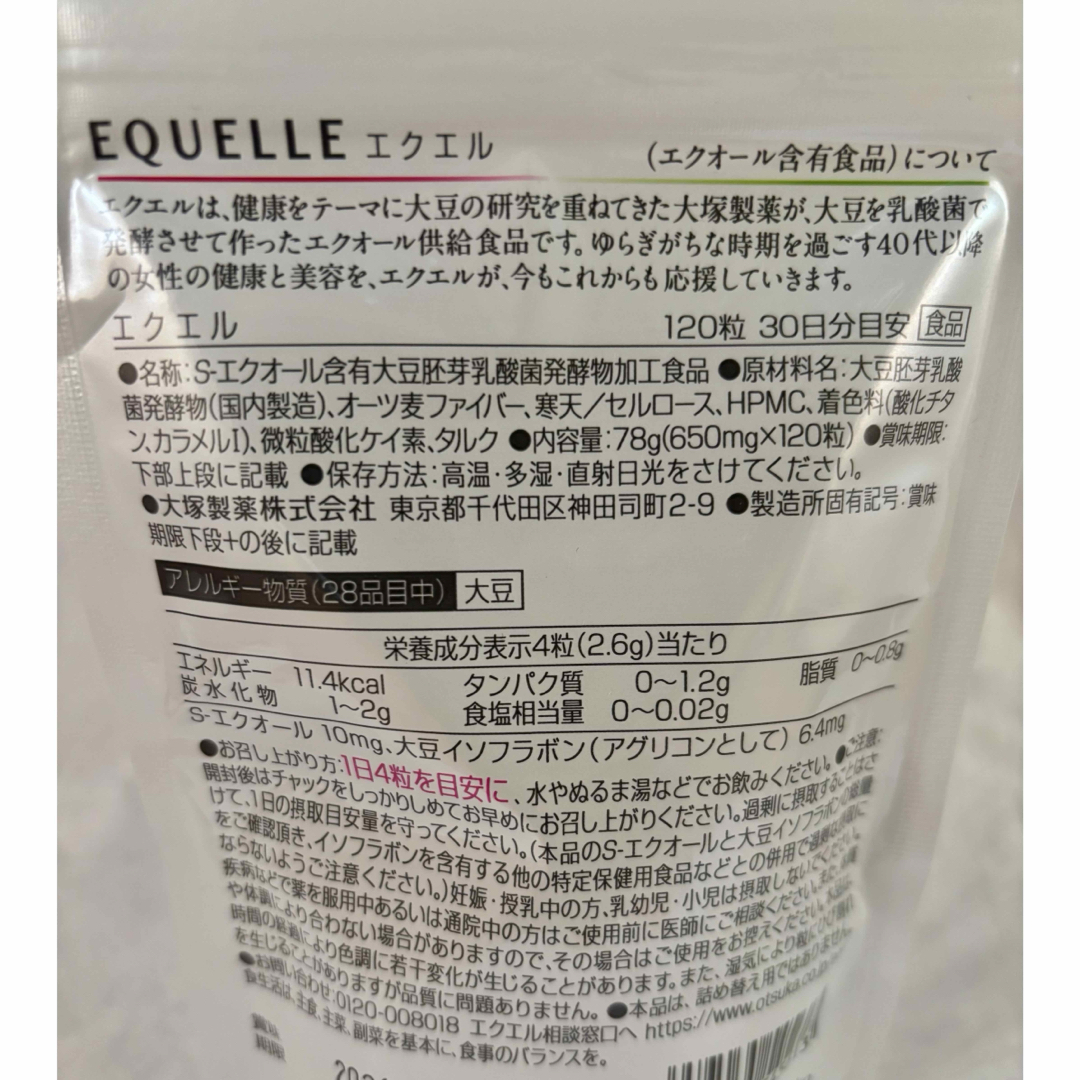 EQUELLE エクエル (エクオール含有食品)について
エクエルは、健康をテーマに大豆の研究を重ねてきた大塚製薬が、大豆を乳酸菌で
発酵させて作ったエクオール供給食品です。ゆらぎがちな時期を過ごす40代以降
の女性の健康と美容を、エクエルが、今もこれからも応援していきます。
エクエル 120粒 30日分目安 食品
●名称:S-エクオール含有大豆胚芽乳酸菌発酵物加工食品 ●原材料名:大豆胚芽乳酸
菌発酵物(国内製造)、オーツ麦ファイバー、寒天/セルロース、HPMC、着色料(酸化チタ
ン、カラメルI)、微粒酸化ケイ素、タルク ●内容量:78g(650mg×120粒) ●賞味期限:
下部上段に記載 ●保存方法:高温・多湿・直射日光をさけてください。
●大塚製薬株式会社 東京都千代田区神田司町2-9 ●製造所固有記号:賞味
期限下段+の後に記載
アレルギー物質(28品目中) 大豆
栄養成分表示4粒(2.6g)当たり
エネルギー 11.4kcal タンパク質 0〜1.2g 脂質 0〜0.8g
炭水化物 1〜2g 食塩相当量 0〜0.02g
S-エクオール 10mg、大豆イソフラボン(アグリコンとして) 6.4mg
●お召し上がり方:1日4粒を目安に、水やぬるま湯などでお飲みください。●ご注意:
開封後はチャックをしっかりしめてお早めにお召し上がりください。過剰に摂取することはさ
けて、1日の摂取目安量を守ってください。(本品のS-エクオールと大豆イソフラボンの
をご確認頂き、イソフラボンを含有する他の特定保健用食品などとの併用で過剰な
ならないようご注意ください。)妊娠・授乳中の方、乳幼児・小児は摂取しないでください。
疾病などで薬を服用中あるいは通院中の方はご使用前に医師にご相談ください。また、
や体調により合わない場合がありますので、その場合はご使用をお控えください。
時間の経過により色調に若干変化が生じることがあります。また、湿気により
を生じることがありますが品質に問題ありません。 ●本品は、詰め替え用ではありません。
●お問い合わせ:0120-008018 エクエル相談窓口へ https://www.otsuka.co.jp
食生活は、主食、主菜、副菜を基本に、食事のバランスを。
賞味
期限